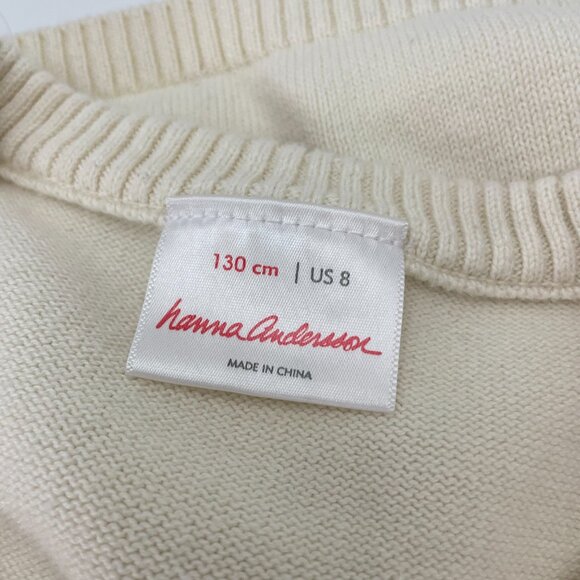 130 cm | US 8
hanna Andersson
MADE IN CHINA